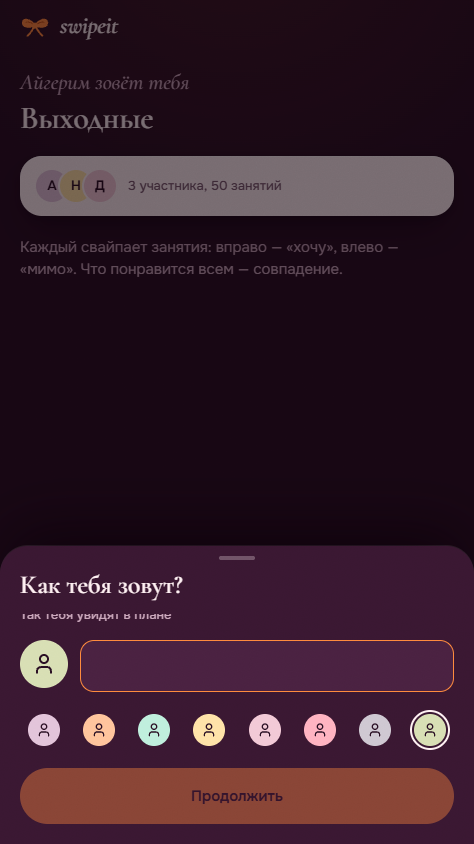 swipeit
Айгерим зовёт тебя
Выходные
А Н Д 3 участника, 50 занятий
Каждый свайпает занятия: вправо — «хочу», влево —
«мимо». Что понравится всем — совпадение.
Как тебя зовут?
Так тебя увидят в плане
Продолжить